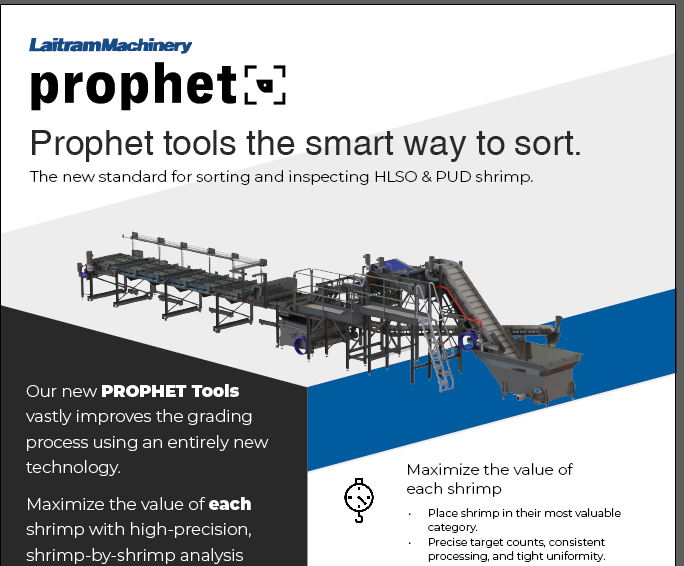 LaitramMachinery
prophet
Prophet tools the smart way to sort.
The new standard for sorting and inspecting HLSO & PUD shrimp.
Our new PROPHET Tools
vastly improves the grading
process using an entirely new
technology.
Maximize the value of each
shrimp with high-precision,
shrimp-by-shrimp analysis
Maximize the value of
each shrimp
· Place shrimp in their most valuable
category.
· Precise target counts, consistent
processing, and tight uniformity.